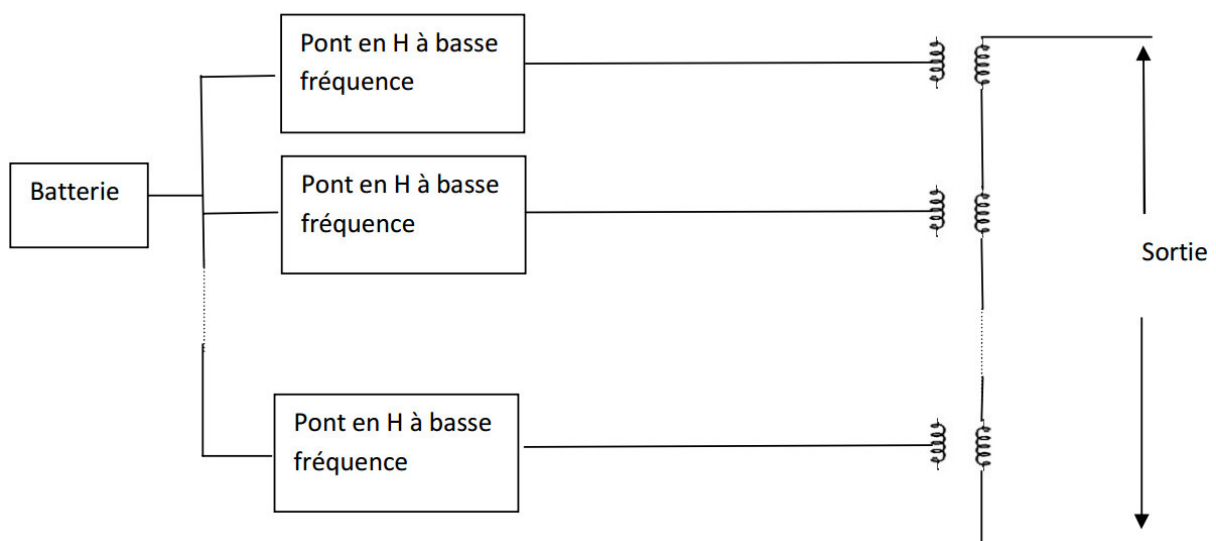 Pont en H à basse
fréquence
Batterie
Pont en H à basse
fréquence
Sortie
Pont en H à basse
fréquence